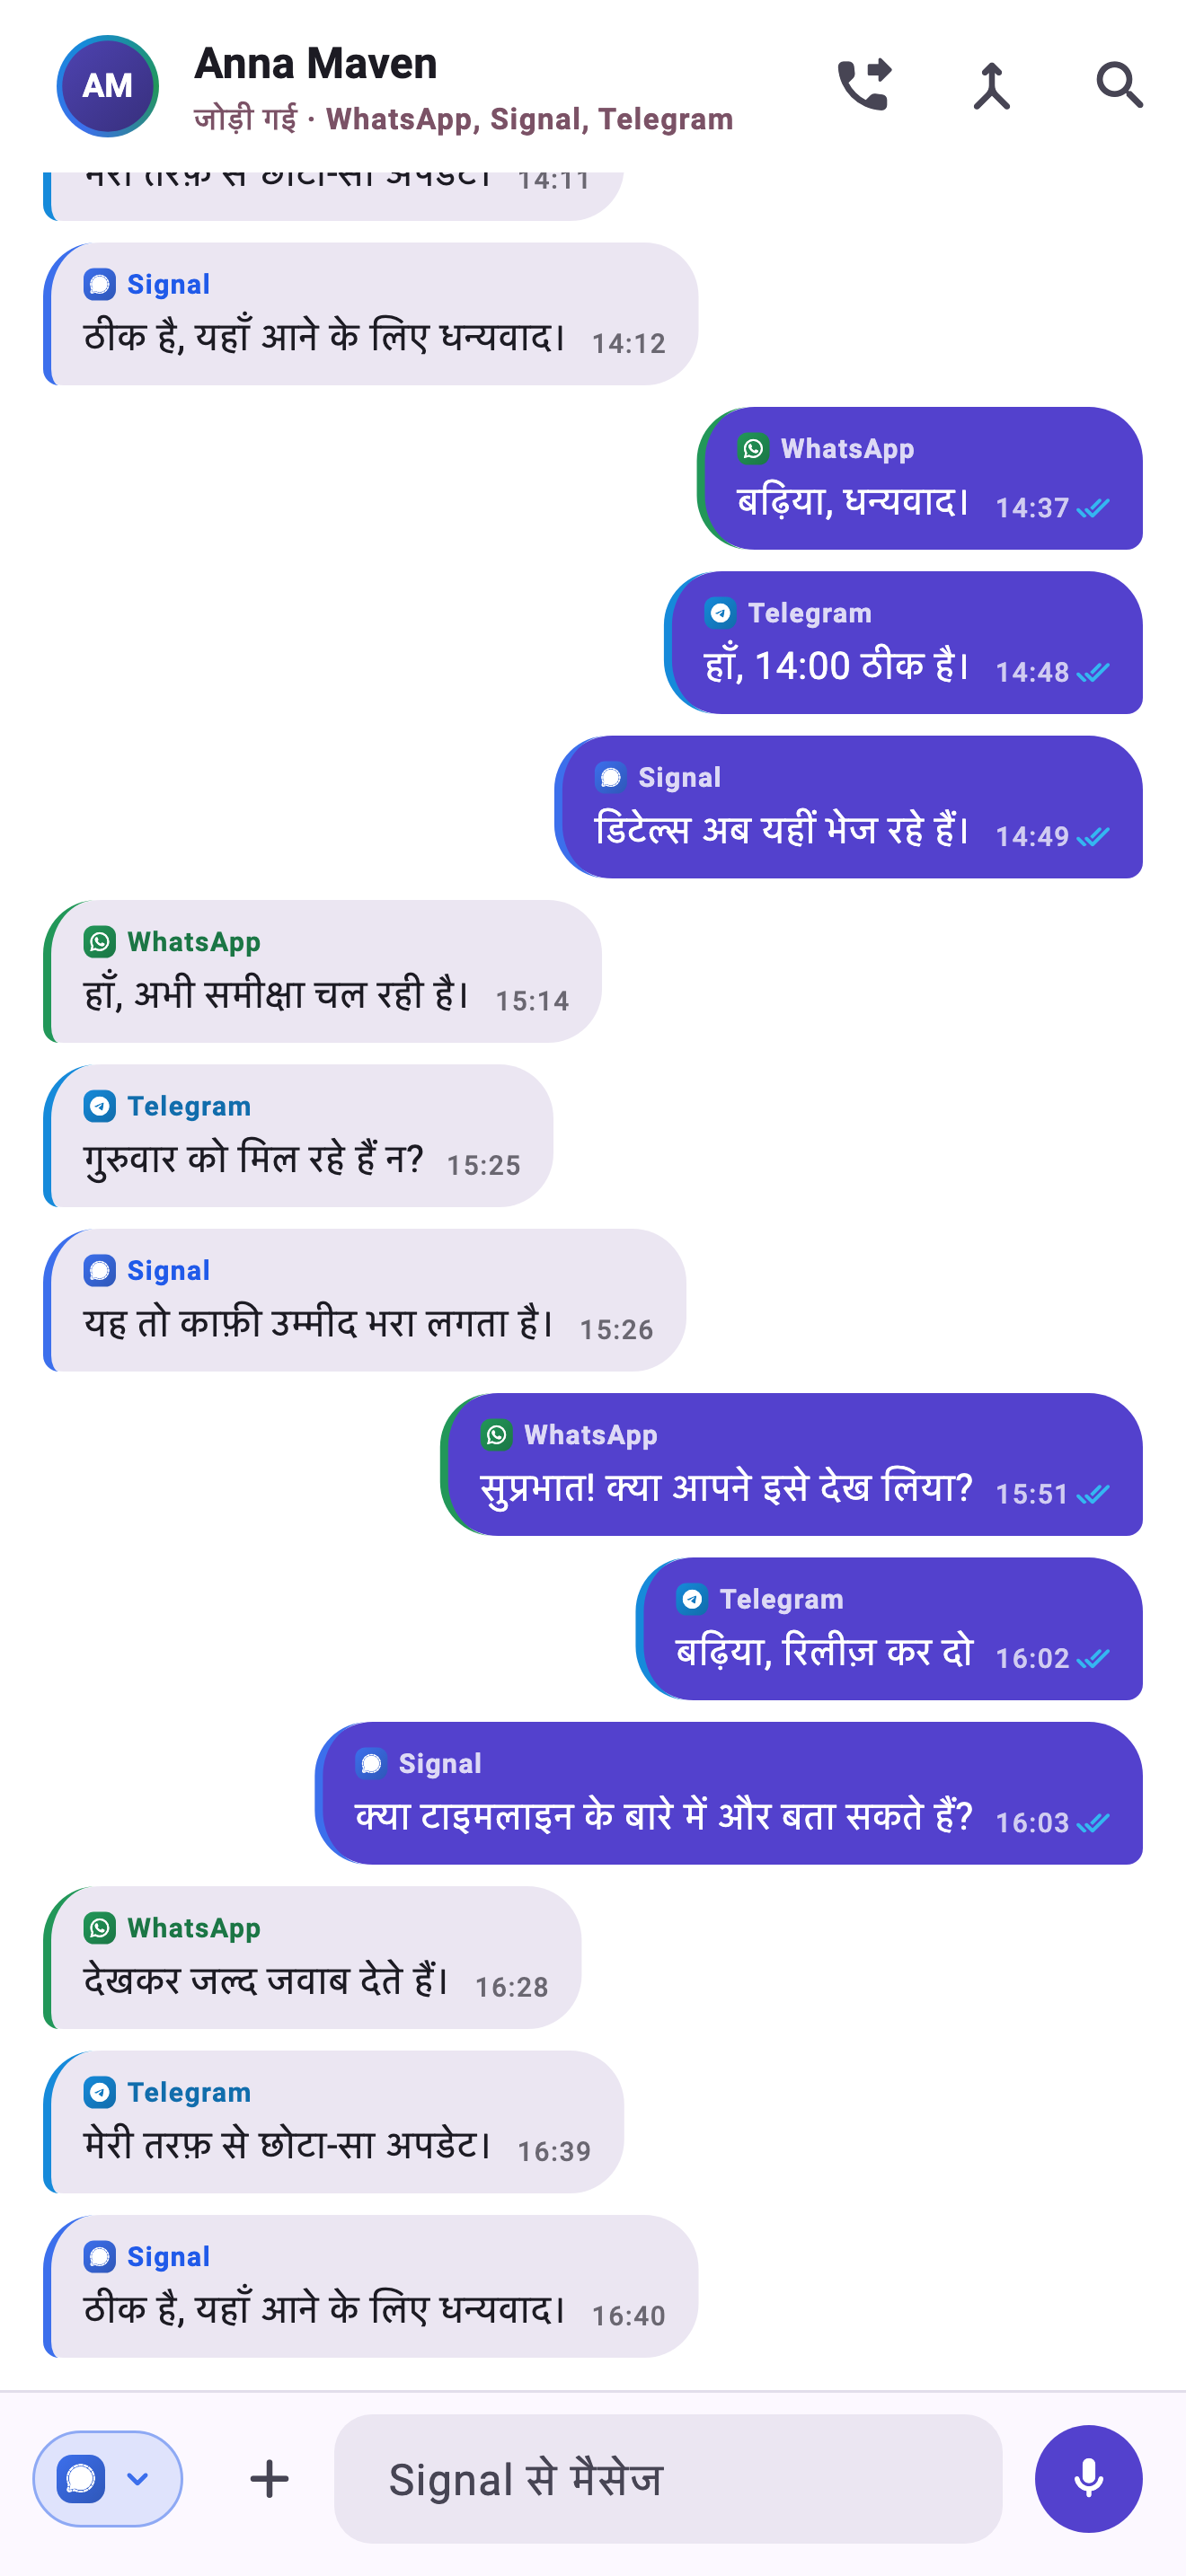 AM
Anna Maven
जोड़ी गई · WhatsApp, Signal, Telegram
मेरी तरफ़ से छोटा-सा अपडेट। 14:11
Signal
ठीक है, यहाँ आने के लिए धन्यवाद। 14:12
WhatsApp
बढ़िया, धन्यवाद। 14:37
Telegram
हाँ, 14:00 ठीक है। 14:48
Signal
डिटेल्स अब यहीं भेज रहे हैं। 14:49
WhatsApp
हाँ, अभी समीक्षा चल रही है। 15:14
Telegram
गुरुवार को मिल रहे हैं न? 15:25
Signal
यह तो काफ़ी उम्मीद भरा लगता है। 15:26
WhatsApp
सुप्रभात! क्या आपने इसे देख लिया? 15:51
Telegram
बढ़िया, रिलीज़ कर दो 16:02
Signal
क्या टाइमलाइन के बारे में और बता सकते हैं? 16:03
WhatsApp
देखकर जल्द जवाब देते हैं। 16:28
Telegram
मेरी तरफ़ से छोटा-सा अपडेट। 16:39
Signal
ठीक है, यहाँ आने के लिए धन्यवाद। 16:40
Signal से मैसेज